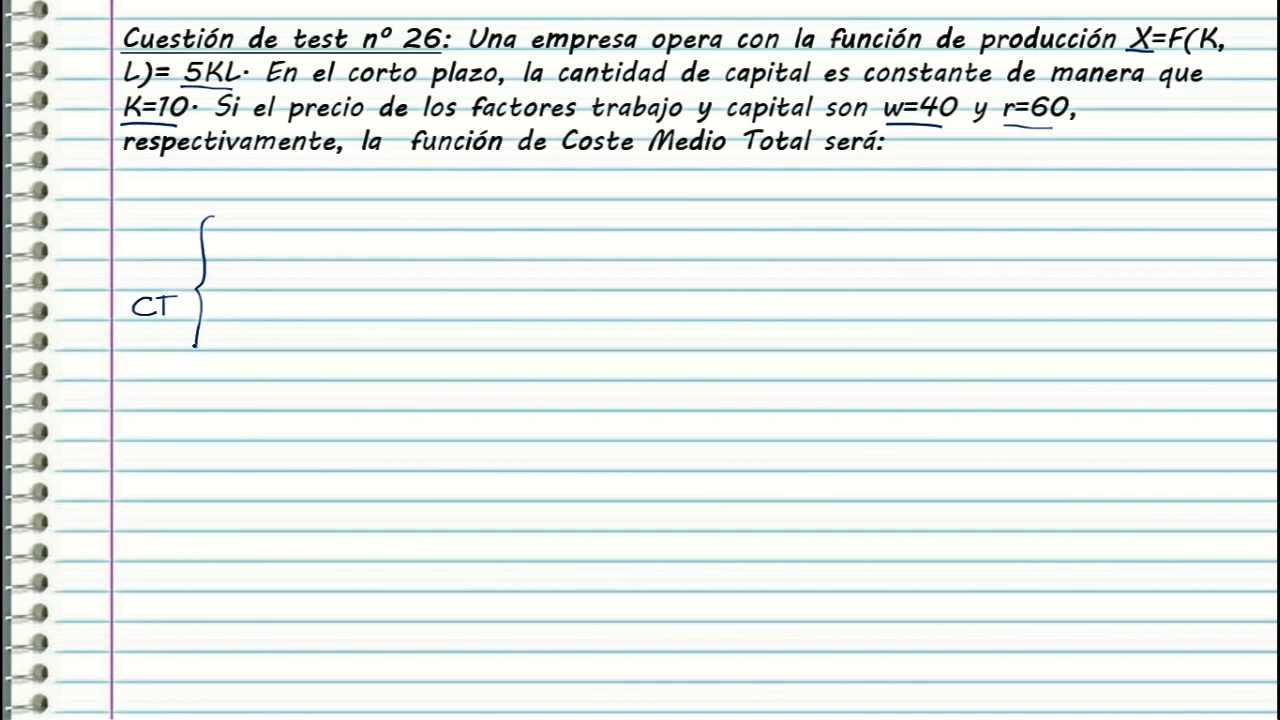 Cuestión de test nº 26: Una empresa opera con la función de producción X=F(K,
L)= 5KL. En el corto plazo, la cantidad de capital es constante de manera que
K=10. Si el precio de los factores trabajo y capital son w=40 y r=60,
respectivamente, la función de Coste Medio Total será:
CT {